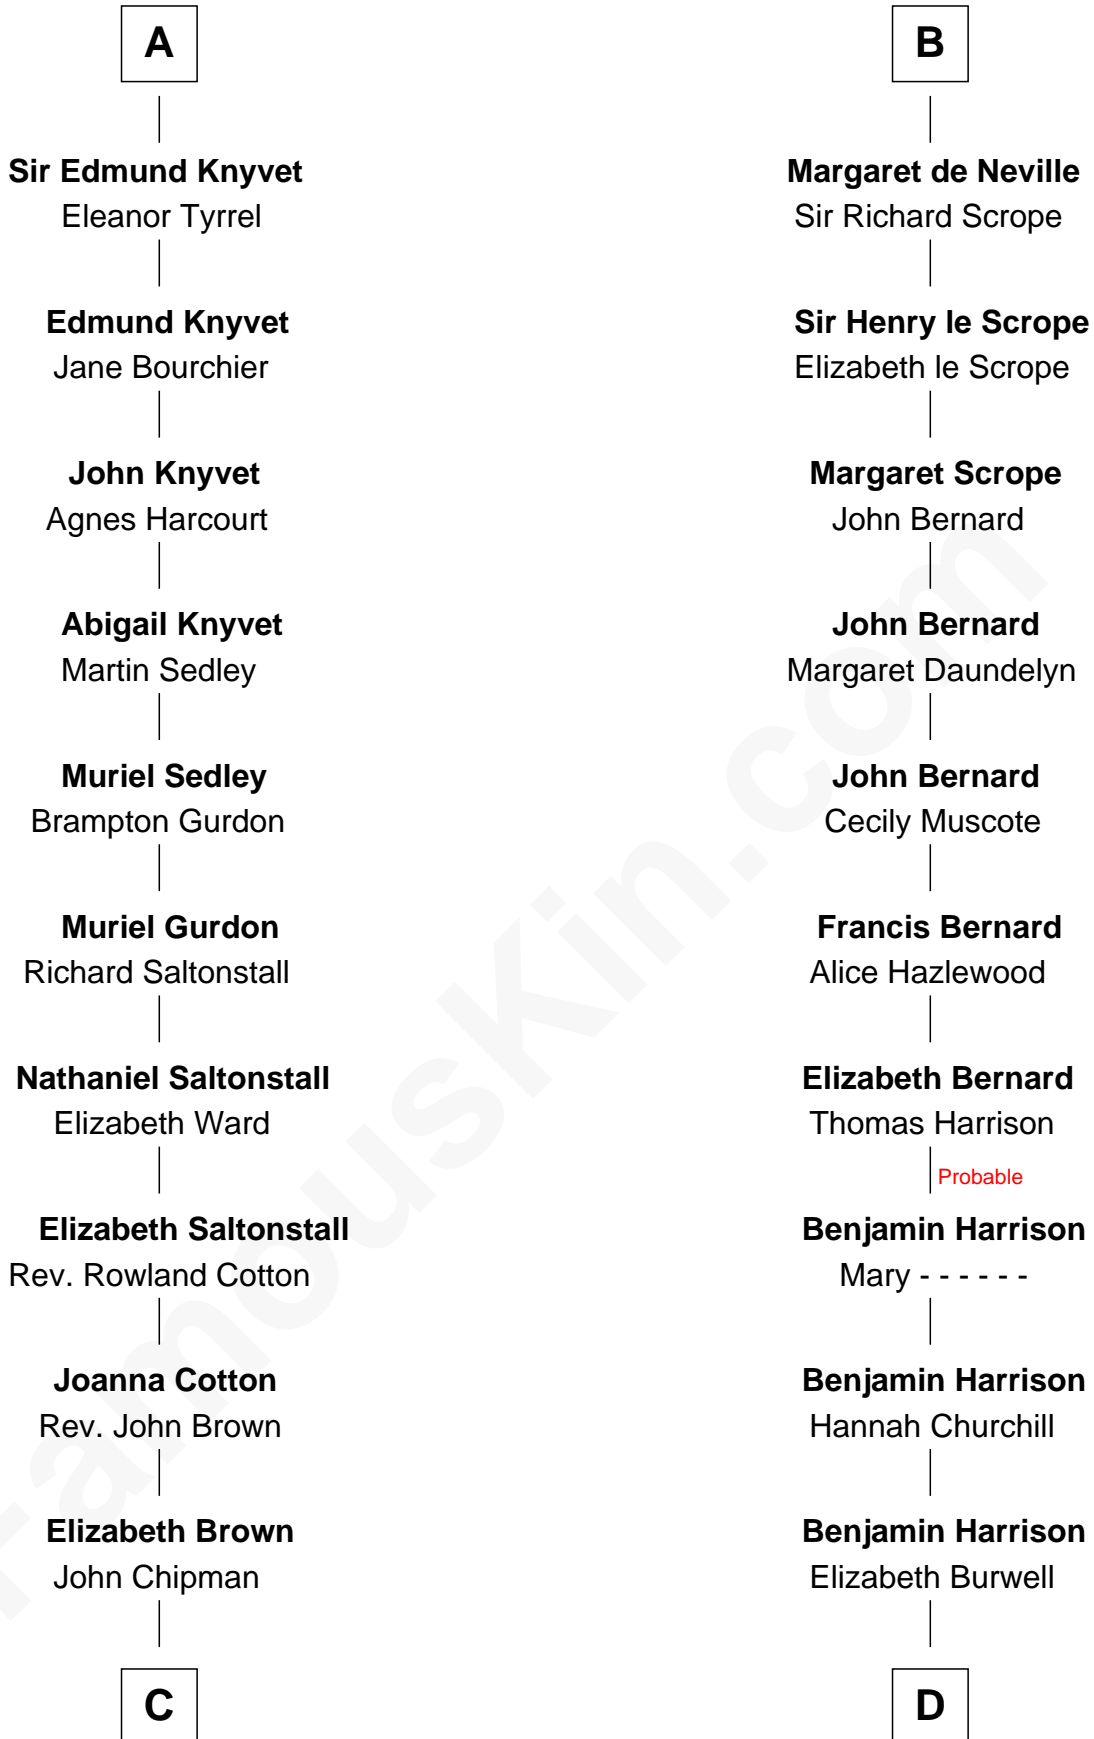 A
Sir Edmund Knyvet
Eleanor Tyrrel
Edmund Knyvet
Jane Bourchier
John Knyvet
Agnes Harcourt
Abigail Knyvet
Martin Sedley
Muriel Sedley
Brampton Gurdon
Muriel Gurdon
Richard Saltonstall
Nathaniel Saltonstall
Elizabeth Ward
Elizabeth Saltonstall
Rev. Rowland Cotton
Joanna Cotton
Rev. John Brown
Elizabeth Brown
John Chipman
C
B
Margaret de Neville
Sir Richard Scrope
Sir Henry le Scrope
Elizabeth le Scrope
Margaret Scrope
John Bernard
John Bernard
Margaret Daundelyn
John Bernard
Cecily Muscote
Francis Bernard
Alice Hazlewood
Elizabeth Bernard
Thomas Harrison
Probable
Benjamin Harrison
Mary - - - - - -
Benjamin Harrison
Hannah Churchill
Benjamin Harrison
Elizabeth Burwell
D
FamousKin.com